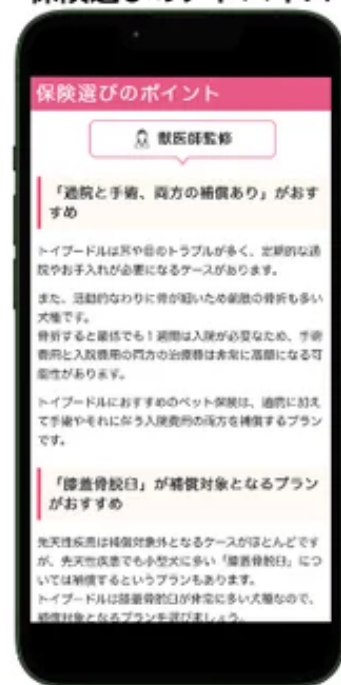 保険選びのポイント
獣医師監修
「通院と手術、両方の補償あり」がおす
すめ
トイプードルは耳や目のトラブルが多く、定期的な通
院やお手入れが必要になるケースがあります。
また、活動的なわりに骨が細いため前肢の骨折も多い
犬種です。
骨折すると最低でも1週間は入院が必要なため、手術
費用と入院費用の両方の治療費は非常に高額になる可
能性があります。
トイプードルにおすすめのペット保険は、通院に加え
て手術やそれに伴う入院費用の両方を補償するプラン
です。
「膝蓋骨脱臼」が補償対象となるプラン
がおすすめ
先天性疾患は補償対象外となるケースがほとんどです
が、先天性疾患でも小型犬に多い「膝蓋骨脱臼」につ
いては補償するというプランもあります。
トイプードルは膝蓋骨脱臼が非常に多い犬種なので、
補償対象となるプランを選びましょう。